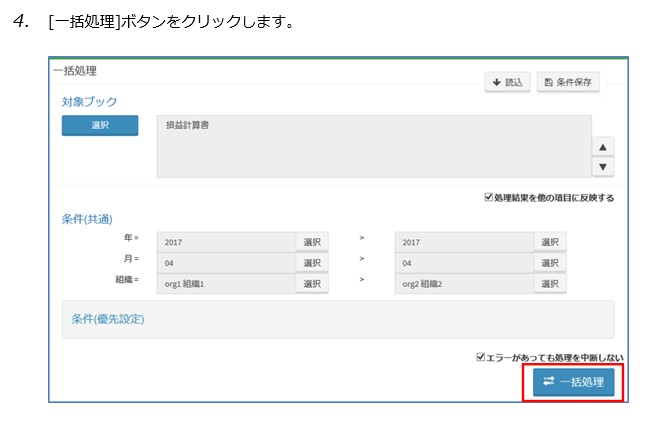 4. [一括処理]ボタンをクリックします。
一括処理
読込 条件保存
対象ブック
選択 損益計算書
▲
▼
処理結果を他の項目に反映する
条件(共通)
年= 2017 選択 > 2017 選択
月= 04 選択 > 04 選択
組織= org1 組織1 選択 > org2 組織2 選択
条件(優先設定)
エラーがあっても処理を中断しない
一括処理